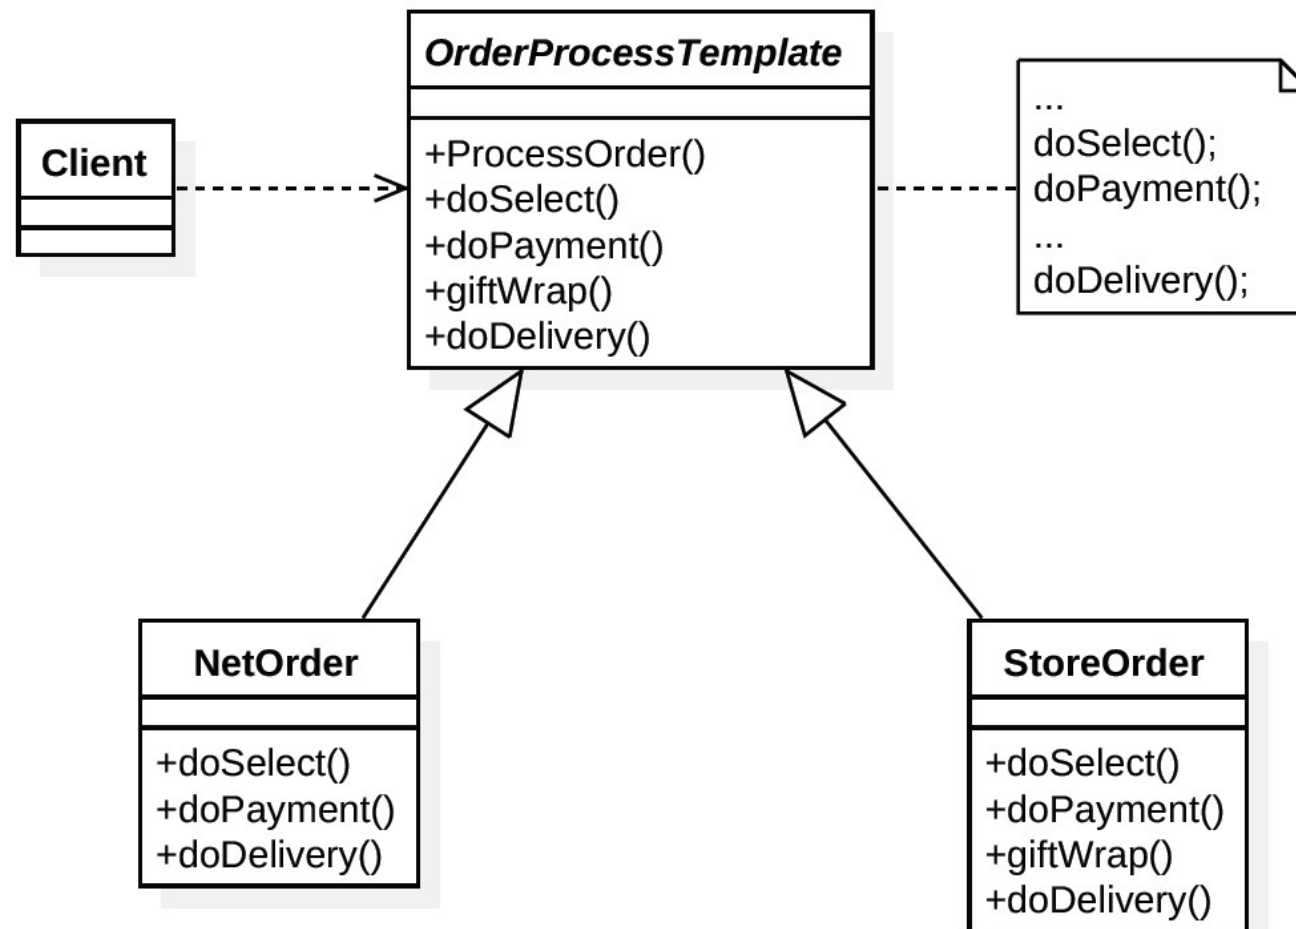 OrderProcessTemplate
+ProcessOrder()
+doSelect()
+doPayment()
+giftWrap()
+doDelivery()
Client
...
doSelect();
doPayment();
...
doDelivery();
NetOrder
+doSelect()
+doPayment()
+doDelivery()
StoreOrder
+doSelect()
+doPayment()
+giftWrap()
+doDelivery()